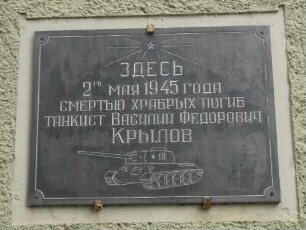 ЗДЕСЬ
2ГО МАЯ 1945 ГОДА
СМЕРТЬЮ ХРАБРЫХ ПОГИБ
ТАНКИСТ ВАСИЛИЙ ФЕДОРОВИЧ
КРЫЛОВ